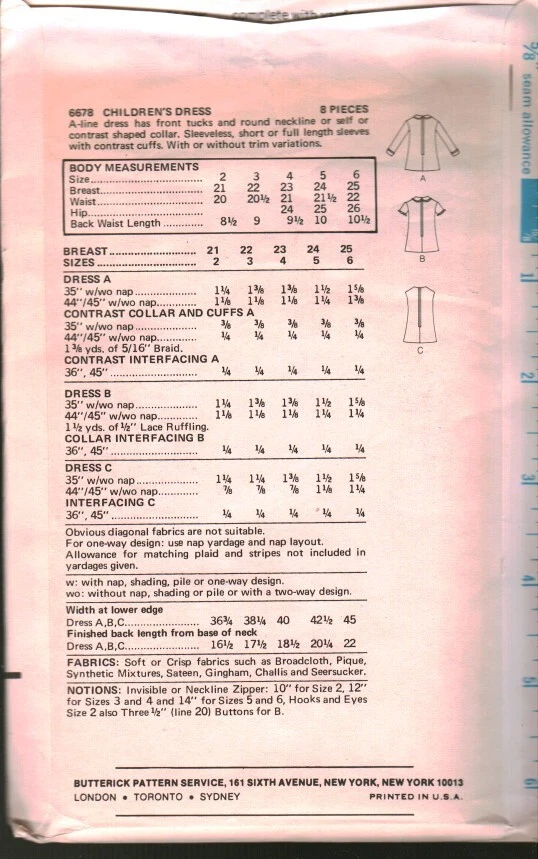 complete with
6678 CHILDREN'S DRESS 8 PIECES
A-line dress has front tucks and round neckline or self or
contrast shaped collar. Sleeveless, short or full length sleeves
with contrast cuffs. With or without trim variations.
BODY MEASUREMENTS
Size 2 3 4 5 6
Breast 21 22 23 24 25
Waist 20 20½ 21 21½ 22
Hip 24 25 26
Back Waist Length 8½ 9 9½ 10 10½
BREAST 21 22 23 24 25
SIZES 2 3 4 5 6
DRESS A
35" w/wo nap 1¼ 1⅜ 1⅜ 1½ 1⅝
44"/45" w/wo nap 1⅛ 1⅛ 1⅛ 1¼ 1⅜
CONTRAST COLLAR AND CUFFS A
35" w/wo nap ⅜ ⅜ ⅜ ⅜ ⅜
44"/45" w/wo nap ¼ ¼ ¼ ¼ ¼
1⅜ yds. of 5/16" Braid.
CONTRAST INTERFACING A
36", 45" ¼ ¼ ¼ ¼ ¼
DRESS B
35" w/wo nap 1¼ 1⅜ 1⅜ 1½ 1⅝
44"/45" w/wo nap 1⅛ 1⅛ 1⅛ 1¼ 1¼
1½ yds. of ½" Lace Ruffling.
COLLAR INTERFACING B
36", 45" ¼ ¼ ¼ ¼ ¼
DRESS C
35" w/wo nap 1¼ 1¼ 1⅜ 1½ 1⅝
44"/45" w/wo nap ⅞ ⅞ ⅞ 1⅛ 1¼
INTERFACING C
36", 45" ¼ ¼ ¼ ¼ ¼
Obvious diagonal fabrics are not suitable.
For one-way design: use nap yardage and nap layout.
Allowance for matching plaid and stripes not included in
yardages given.
w: with nap, shading, pile or one-way design.
wo: without nap, shading or pile or with a two-way design.
Width at lower edge
Dress A,B,C 36¾ 38¼ 40 42½ 45
Finished back length from base of neck
Dress A,B,C 16½ 17½ 18½ 20¼ 22
FABRICS: Soft or Crisp fabrics such as Broadcloth, Pique,
Synthetic Mixtures, Sateen, Gingham, Challis and Seersucker.
NOTIONS: Invisible or Neckline Zipper: 10" for Size 2, 12"
for Sizes 3 and 4 and 14" for Sizes 5 and 6, Hooks and Eyes
Size 2 also Three ½" (line 20) Buttons for B.
BUTTERICK PATTERN SERVICE, 161 SIXTH AVENUE, NEW YORK, NEW YORK 10013
LONDON • TORONTO • SYDNEY PRINTED IN U.S.A.
A
B
C
5/8 seam allowance
1
2
3
4
5
6